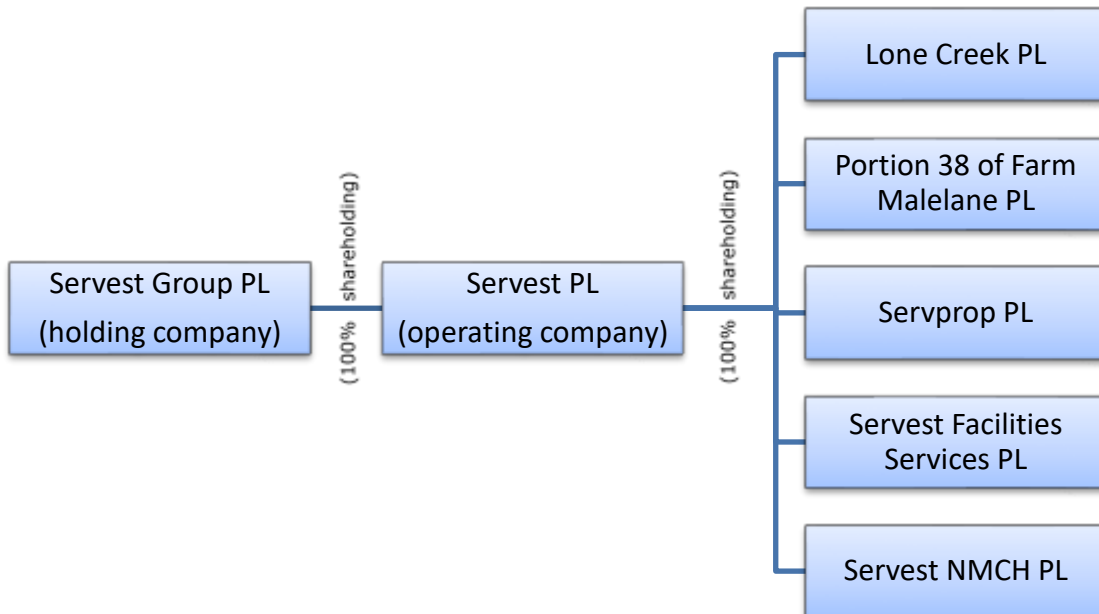 Servest Group PL
(holding company)
(100% shareholding)
Servest PL
(operating company)
(100% shareholding)
Lone Creek PL
Portion 38 of Farm
Malelane PL
Servprop PL
Servest Facilities
Services PL
Servest NMCH PL